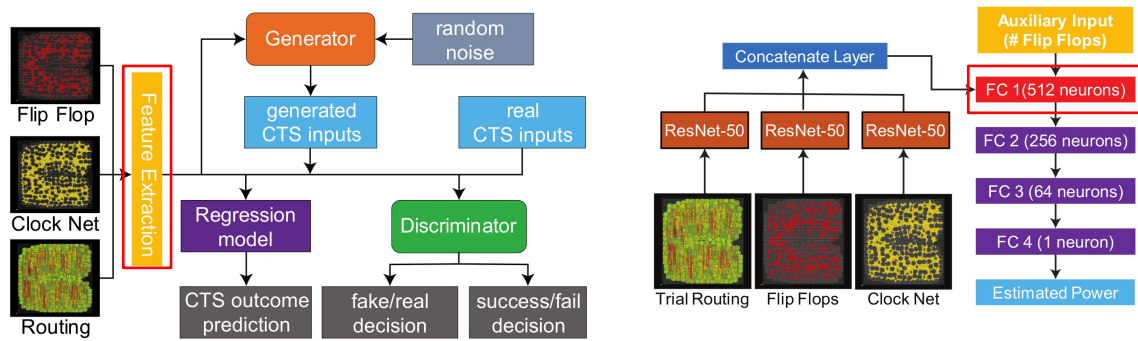 Flip Flop
Clock Net
Routing
Feature Extraction
Generator
random
noise
generated
CTS inputs
real
CTS inputs
Regression
model
Discriminator
CTS outcome
prediction
fake/real
decision
success/fail
decision
Auxiliary Input
(# Flip Flops)
Concatenate Layer
FC 1(512 neurons)
ResNet-50
ResNet-50
ResNet-50
FC 2 (256 neurons)
FC 3 (64 neurons)
FC 4 (1 neuron)
Trial Routing
Flip Flops
Clock Net
Estimated Power